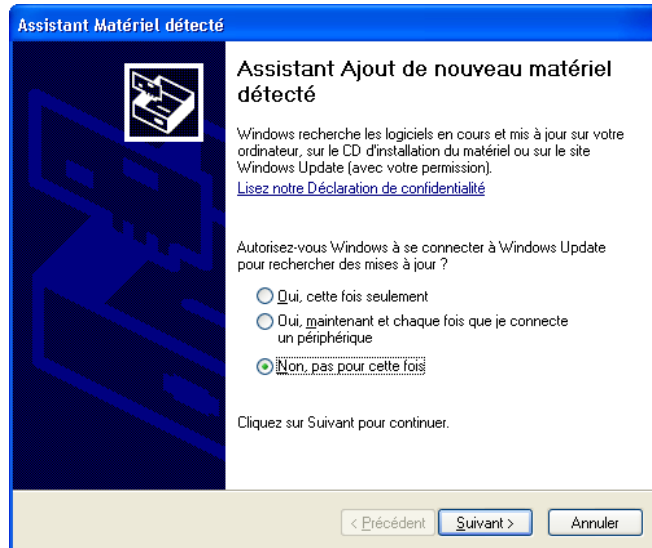 Assistant Matériel détecté
Assistant Ajout de nouveau matériel
détecté
Windows recherche les logiciels en cours et mis à jour sur votre
ordinateur, sur le CD d'installation du matériel ou sur le site
Windows Update (avec votre permission).
Lisez notre Déclaration de confidentialité
Autorisez-vous Windows à se connecter à Windows Update
pour rechercher des mises à jour ?
Oui, cette fois seulement
Oui, maintenant et chaque fois que je connecte
un périphérique
Non, pas pour cette fois
Cliquez sur Suivant pour continuer.
< Précédent Suivant > Annuler